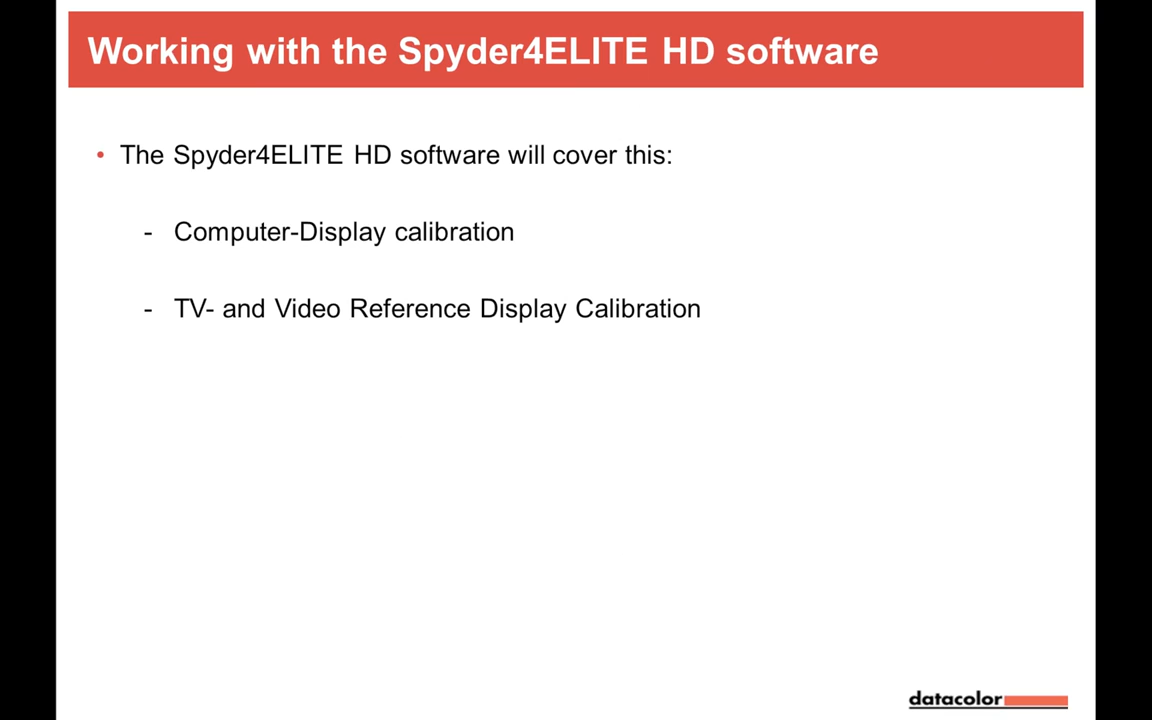 Working with the Spyder4ELITE HD software
• The Spyder4ELITE HD software will cover this:
- Computer-Display calibration
- TV- and Video Reference Display Calibration
datacolor